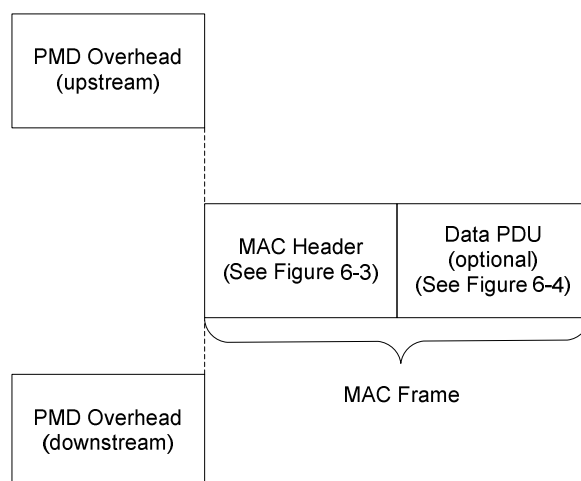 PMD Overhead
(upstream)
MAC Header
(See Figure 6-3)
Data PDU
(optional)
(See Figure 6-4)
MAC Frame
PMD Overhead
(downstream)